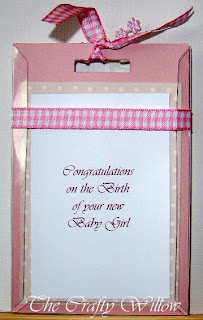 Congratulations
on the Birth
of your new
Baby Girl
The Crafty Willow